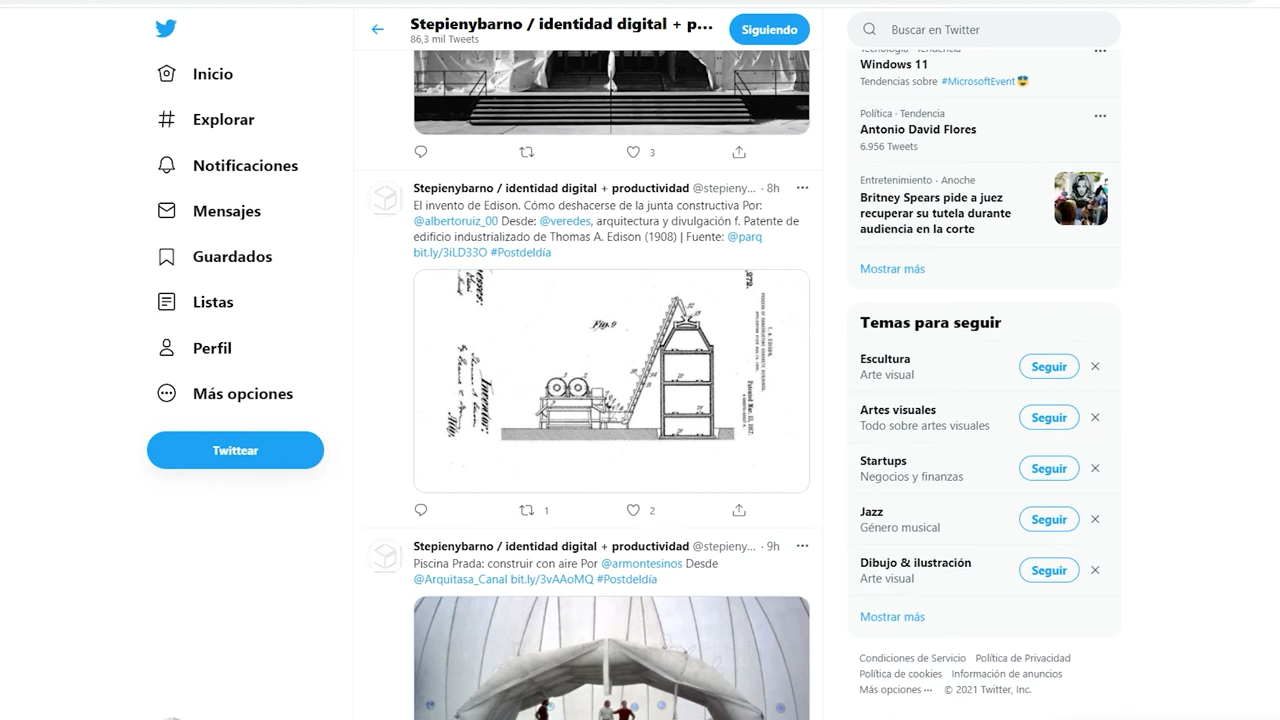 Inicio
Explorar
Notificaciones
Mensajes
Guardados
Listas
Perfil
Más opciones
Twittear
Stepienybarno / identidad digital + p...
86,3 mil Tweets
Siguiendo
3
Stepienybarno / identidad digital + productividad @stepieny... · 8h
El invento de Edison. Cómo deshacerse de la junta constructiva Por:
@albertoruiz_00 Desde: @veredes, arquitectura y divulgación f. Patente de
edificio industrializado de Thomas A. Edison (1908) | Fuente: @parq
bit.ly/3iLD33O #Postdeldía
Fig. 9
Inventor:
1 2
Stepienybarno / identidad digital + productividad @stepieny... · 9h
Piscina Prada: construir con aire Por @armontesinos Desde
@Arquitasa_Canal bit.ly/3vAAoMQ #Postdeldía
Buscar en Twitter
Tecnología · Tendencia
Windows 11
Tendencias sobre #MicrosoftEvent
Política · Tendencia
Antonio David Flores
6.956 Tweets
Entretenimiento · Anoche
Britney Spears pide a juez
recuperar su tutela durante
audiencia en la corte
Mostrar más
Temas para seguir
Escultura
Arte visual
Seguir
Artes visuales
Todo sobre artes visuales
Seguir
Startups
Negocios y finanzas
Seguir
Jazz
Género musical
Seguir
Dibujo & ilustración
Arte visual
Seguir
Mostrar más
Condiciones de Servicio Política de Privacidad
Política de cookies Información de anuncios
Más opciones ··· © 2021 Twitter, Inc.